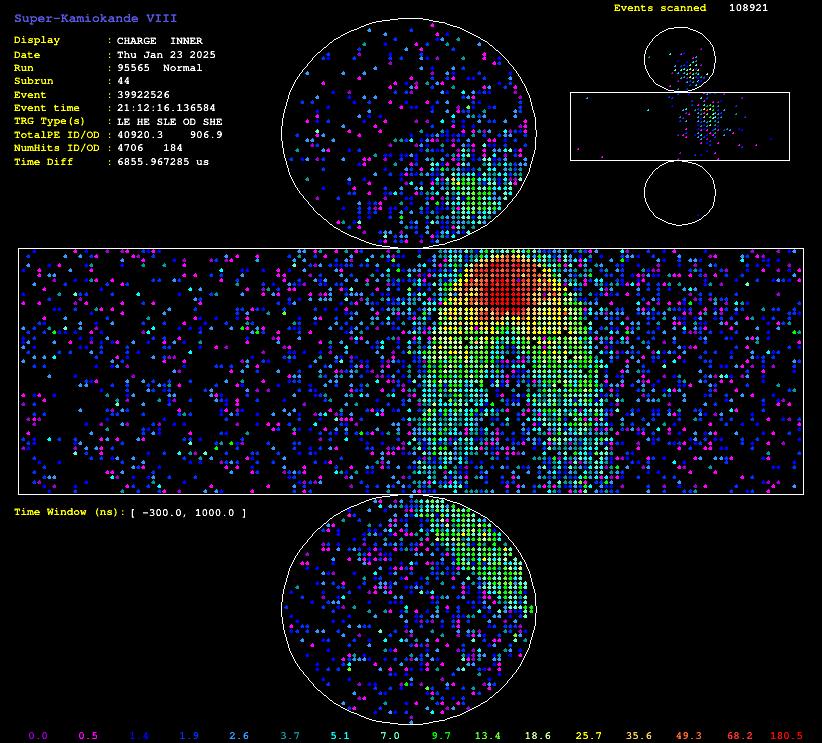 Super-Kamiokande VIII
Events scanned 108921
Display : CHARGE INNER
Date : Thu Jan 23 2025
Run : 95565 Normal
Subrun : 44
Event : 39922526
Event time : 21:12:16.136584
TRG Type(s) : LE HE SLE OD SHE
TotalPE ID/OD : 40920.3 906.9
NumHits ID/OD : 4706 184
Time Diff : 6855.967285 us
Time Window (ns): [ -300.0, 1000.0 ]
0.0 0.5 1.4 1.9 2.6 3.7 5.1 7.0 9.7 13.4 18.6 25.7 35.6 49.3 68.2 180.5